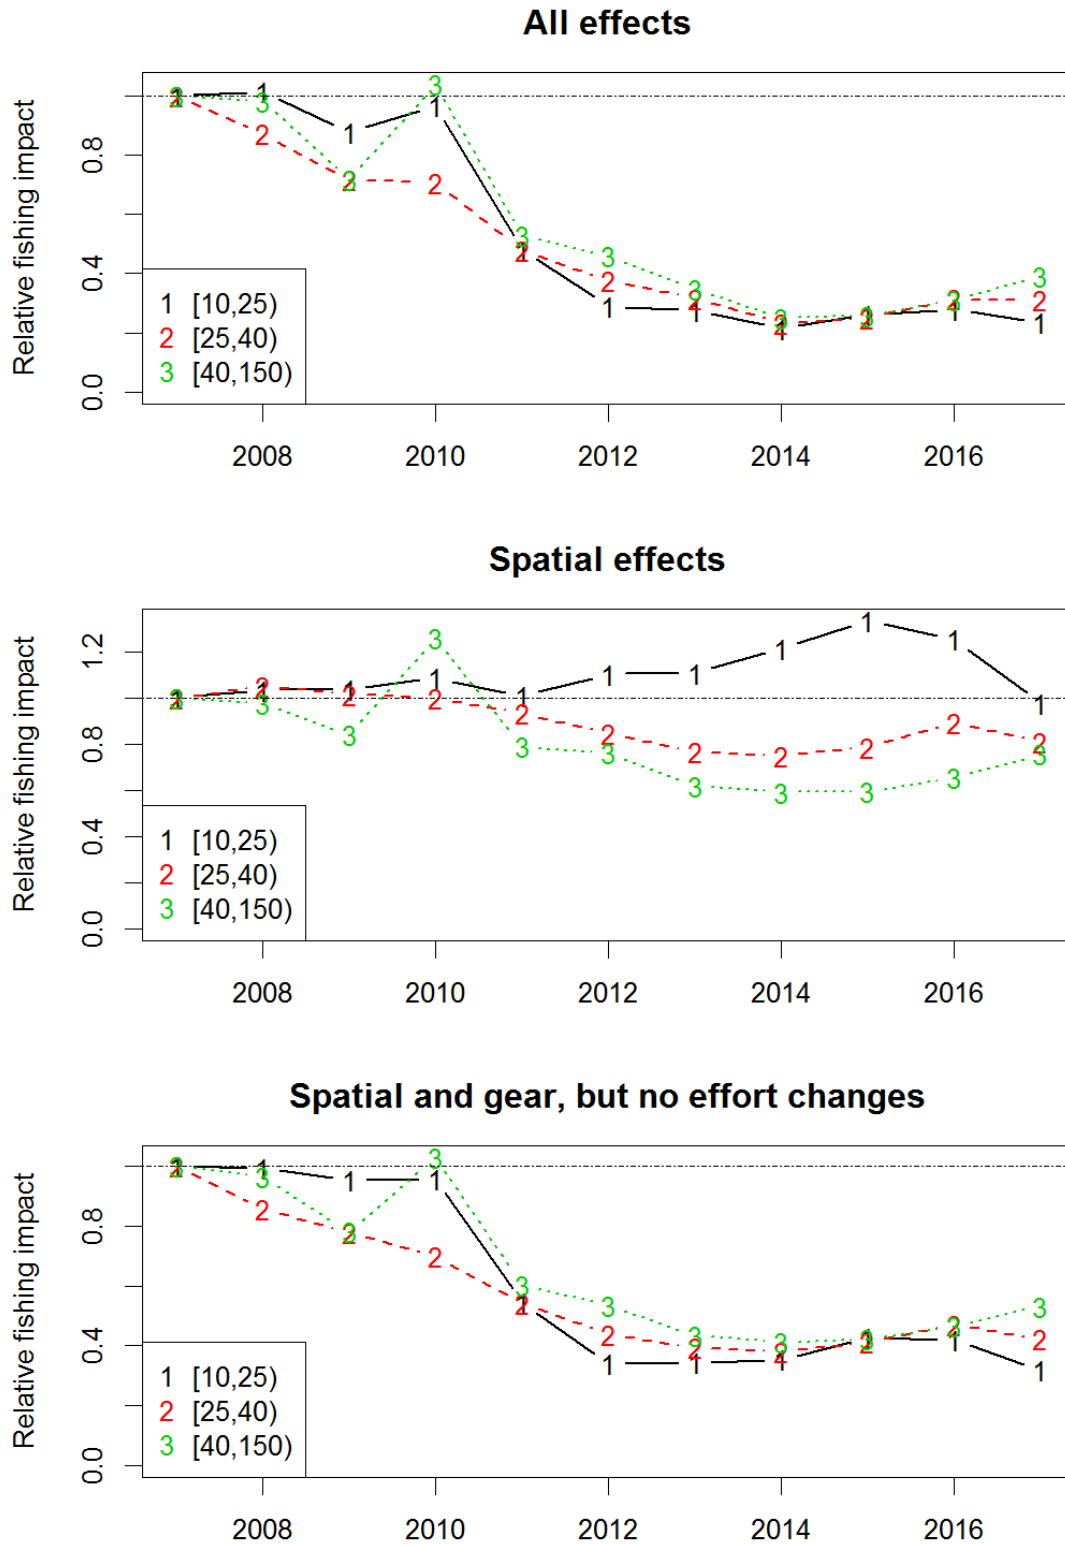 All effects
Relative fishing impact
0.8
0.4
0.0
1 [10,25)
2 [25,40)
3 [40,150)
2008 2010 2012 2014 2016
Spatial effects
Relative fishing impact
1.2
0.8
0.4
0.0
1 [10,25)
2 [25,40)
3 [40,150)
2008 2010 2012 2014 2016
Spatial and gear, but no effort changes
Relative fishing impact
0.8
0.4
0.0
1 [10,25)
2 [25,40)
3 [40,150)
2008 2010 2012 2014 2016